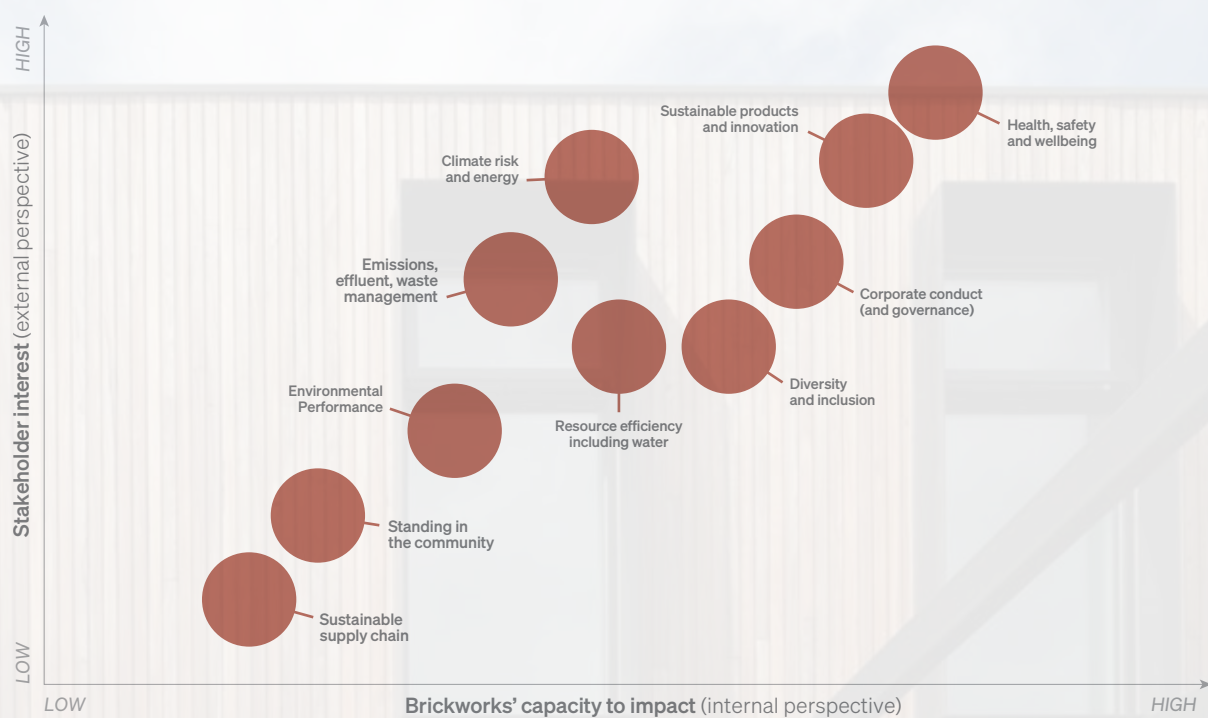 HIGH
Stakeholder interest (external perspective)
LOW
Sustainable products
and innovation
Health, safety
and wellbeing
Climate risk
and energy
Emissions,
effluent, waste
management
Corporate conduct
(and governance)
Diversity
and inclusion
Resource efficiency
including water
Environmental
Performance
Standing in
the community
Sustainable
supply chain
LOW
Brickworks’ capacity to impact (internal perspective)
HIGH